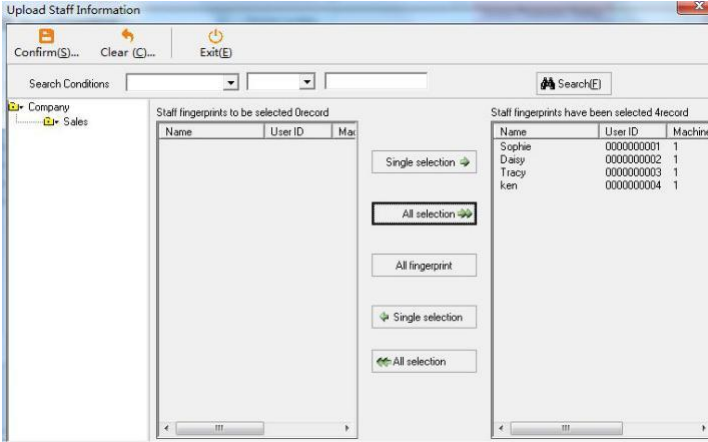 Upload Staff Information
Confirm(S)... Clear (C)... Exit(E)
Search Conditions Search(F)
Company
Sales
Staff fingerprints to be selected 0record
Name User ID Mac
Single selection
All selection
All fingerprint
Single selection
All selection
Staff fingerprints have been selected 4record
Name User ID Machine
Sophie 0000000001 1
Daisy 0000000002 1
Tracy 0000000003 1
ken 0000000004 1